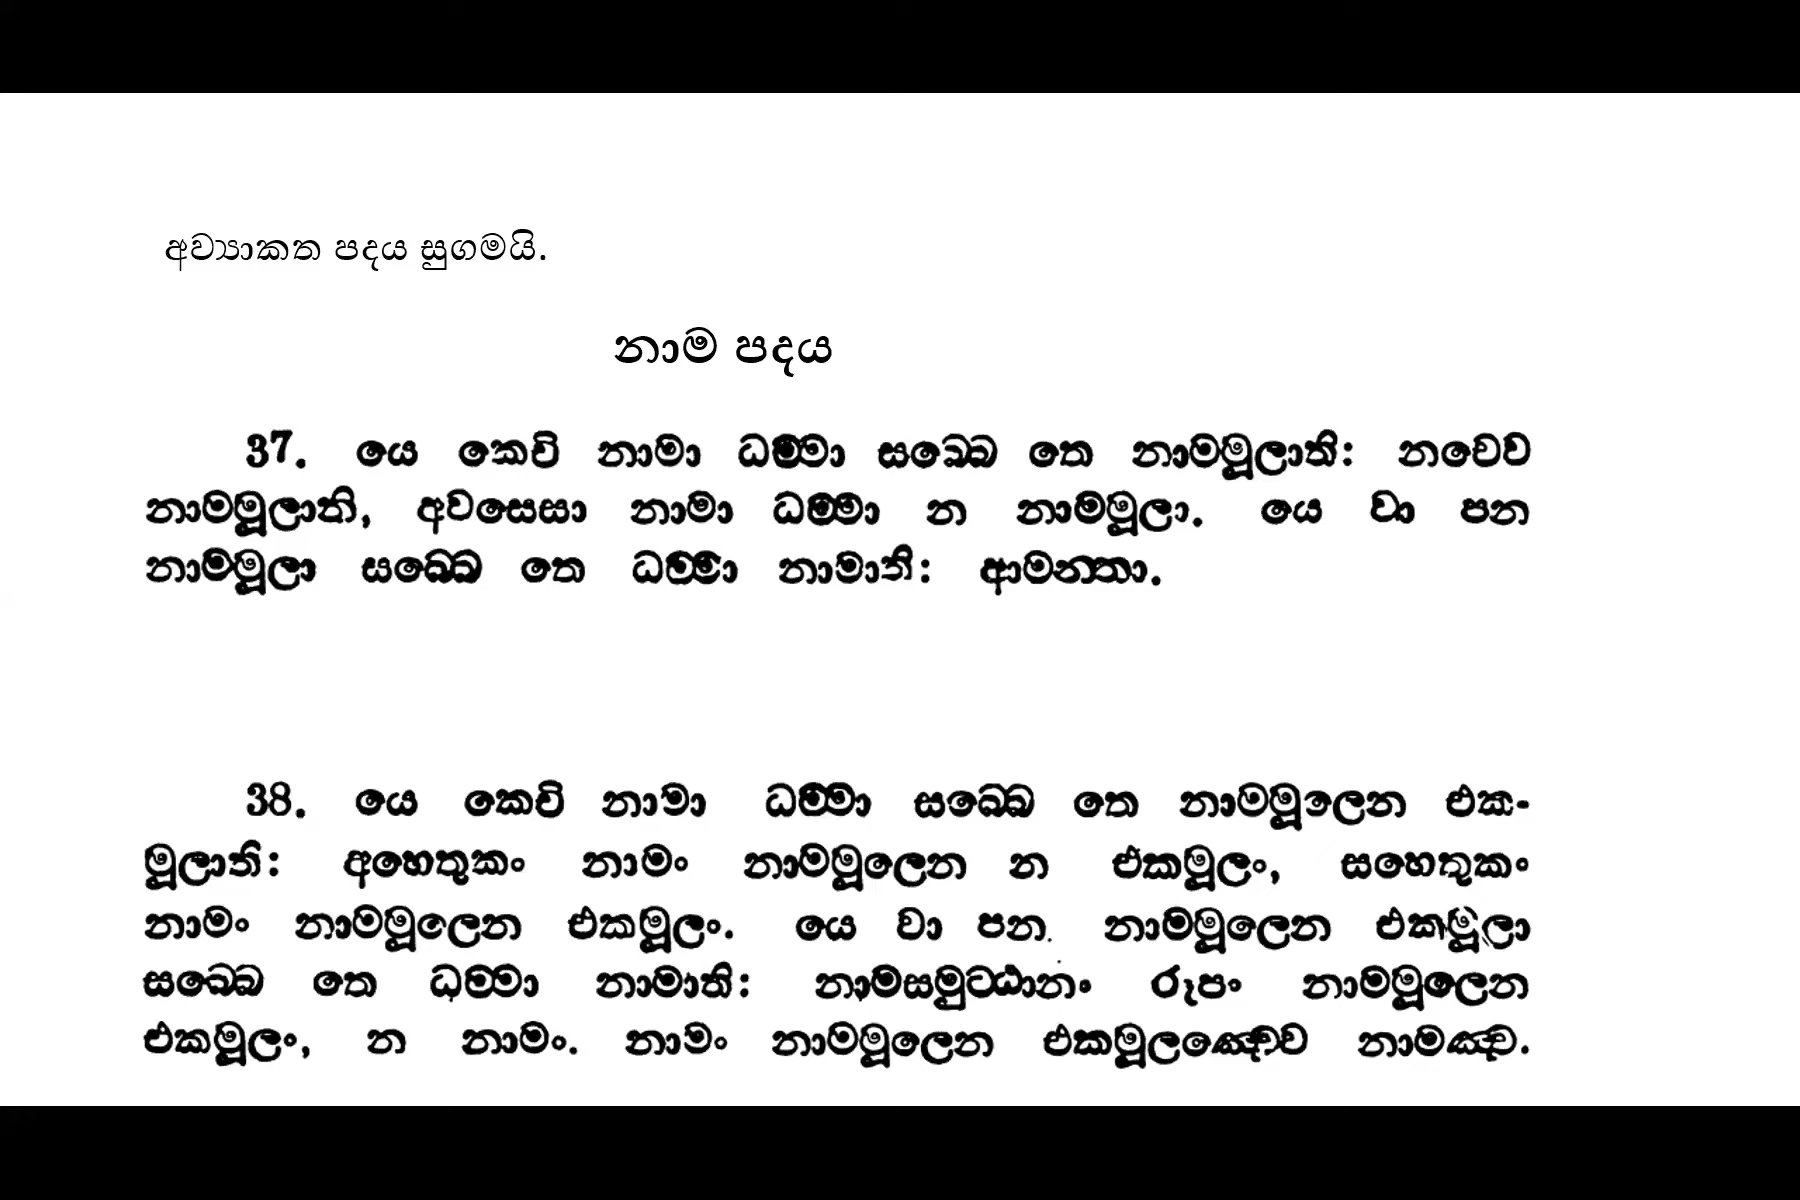 අව්‍යාකත පදය සුගමයි.
නාම පදය
37. යෙ කෙචි නාමා ධම්මා සබ්බෙ තෙ නාමමූලාති: නවෙව
නාමමූලානි, අවසෙසා නාමා ධම්මා න නාමමූලා. යෙ වා පන
නාමමූලා සබ්බෙ තෙ ධම්මා නාමාති: ආමන්තා.
38. යෙ කෙචි නාමා ධම්මා සබ්බෙ තෙ නාමමූලෙන එක-
මූලාති: අහෙතුකං නාමං නාමමූලෙන න එකමූලං, සහෙතුකං
නාමං නාමමූලෙන එකමූලං. යෙ වා පන නාමමූලෙන එකමූලා
සබ්බෙ තෙ ධම්මා නාමාති: නාමසමුට්ඨානං රූපං නාමමූලෙන
එකමූලං, න නාමං. නාමං නාමමූලෙන එකමූලඤ්චෙව නාමඤ්ච.